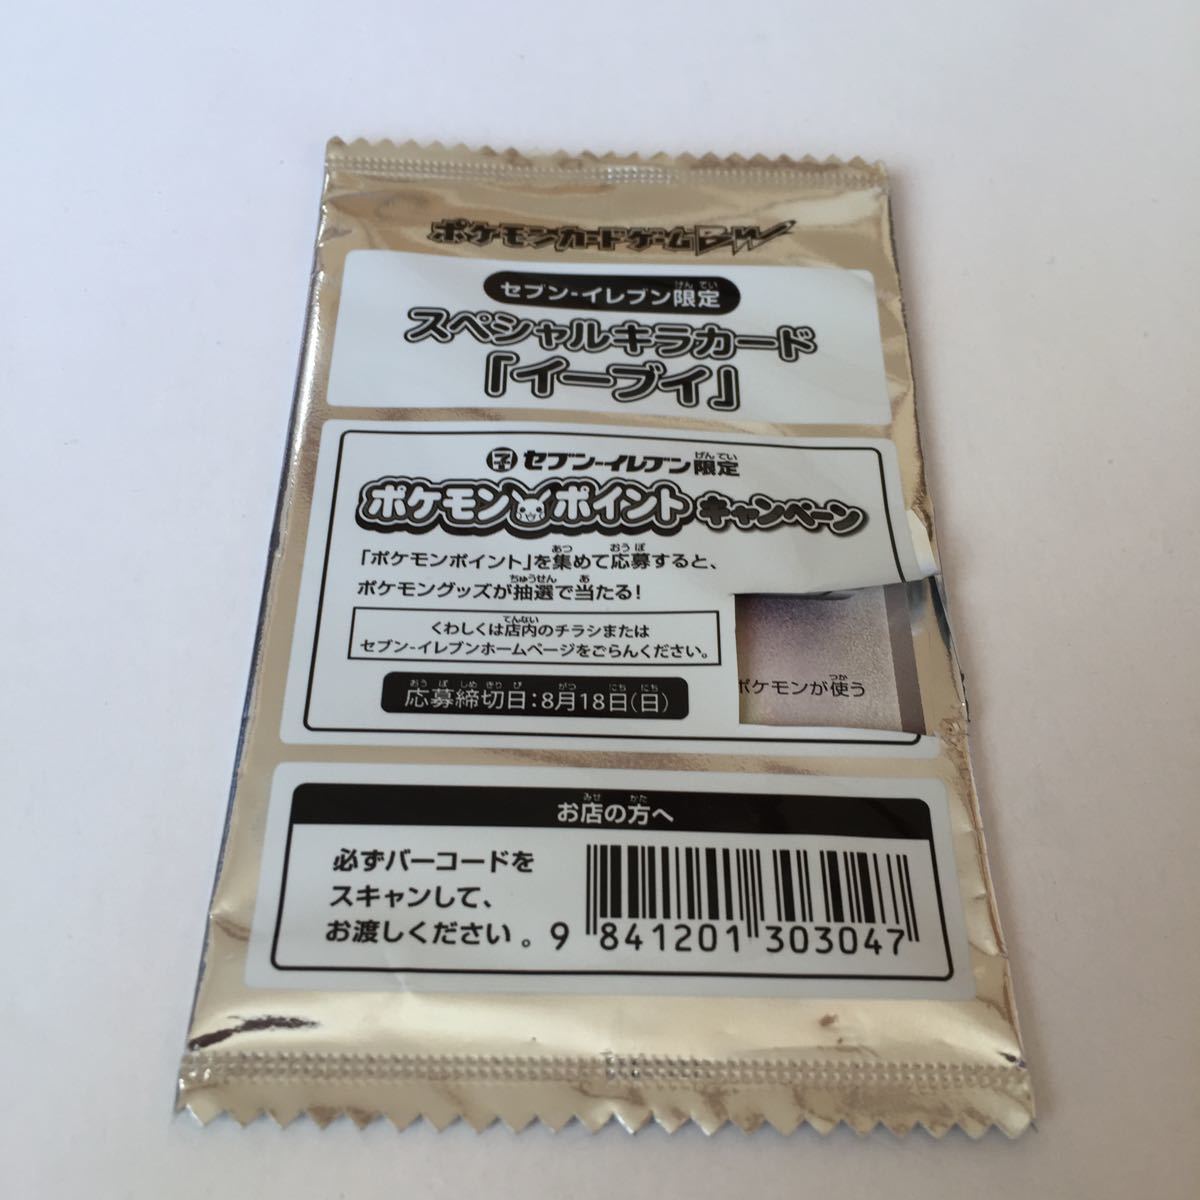 ポケモンカードゲームBW
セブン-イレブン限定
スペシャルキラカード
「イーブイ」
セブン-イレブン限定
ポケモンポイントキャンペーン
「ポケモンポイント」を集めて応募すると、
ポケモングッズが抽選で当たる!
くわしくは店内のチラシまたは
セブン-イレブンホームページをごらんください。
応募締切日:8月18日(日)
ポケモンが使う
お店の方へ
必ずバーコードを
スキャンして、
お渡しください。
9 841201 303047